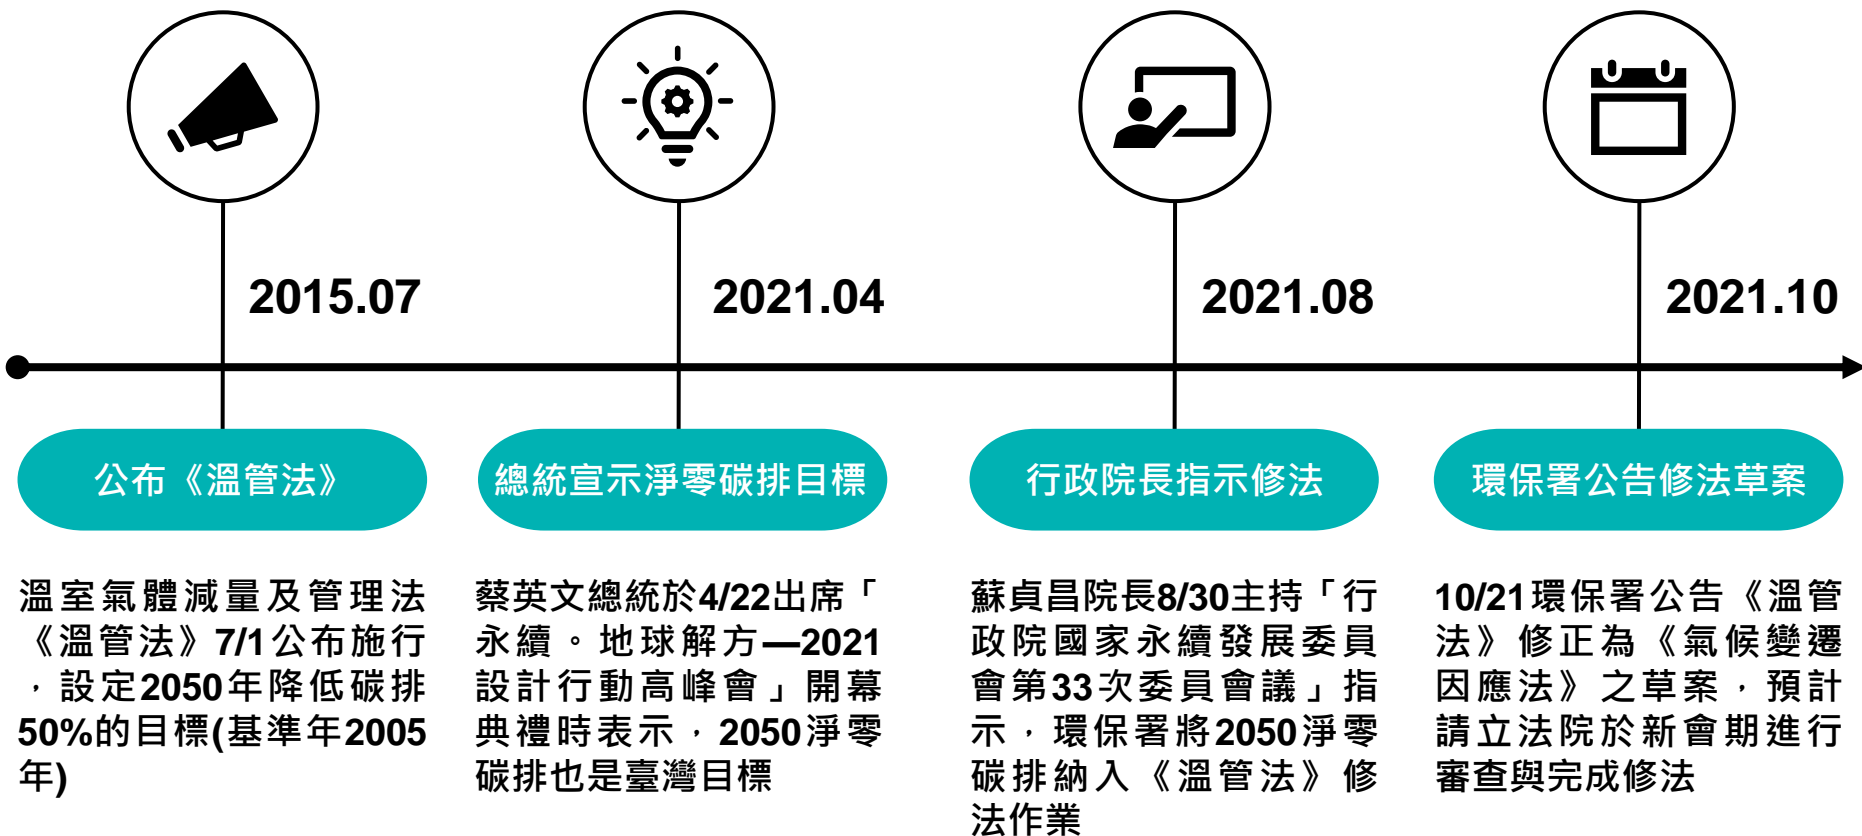 2015.07
2021.04
2021.08
2021.10
公布《溫管法》
總統宣示淨零碳排目標
行政院長指示修法
環保署公告修法草案
溫室氣體減量及管理法
《溫管法》7/1公布施行
，設定2050年降低碳排
50%的目標(基準年2005
年)
蔡英文總統於4/22出席「
永續。地球解方—2021
設計行動高峰會」開幕
典禮時表示，2050淨零
碳排也是臺灣目標
蘇貞昌院長8/30主持「行
政院國家永續發展委員
會第33次委員會議」指
示，環保署將2050淨零
碳排納入《溫管法》修
法作業
10/21環保署公告《溫管
法》修正為《氣候變遷
因應法》之草案，預計
請立法院於新會期進行
審查與完成修法